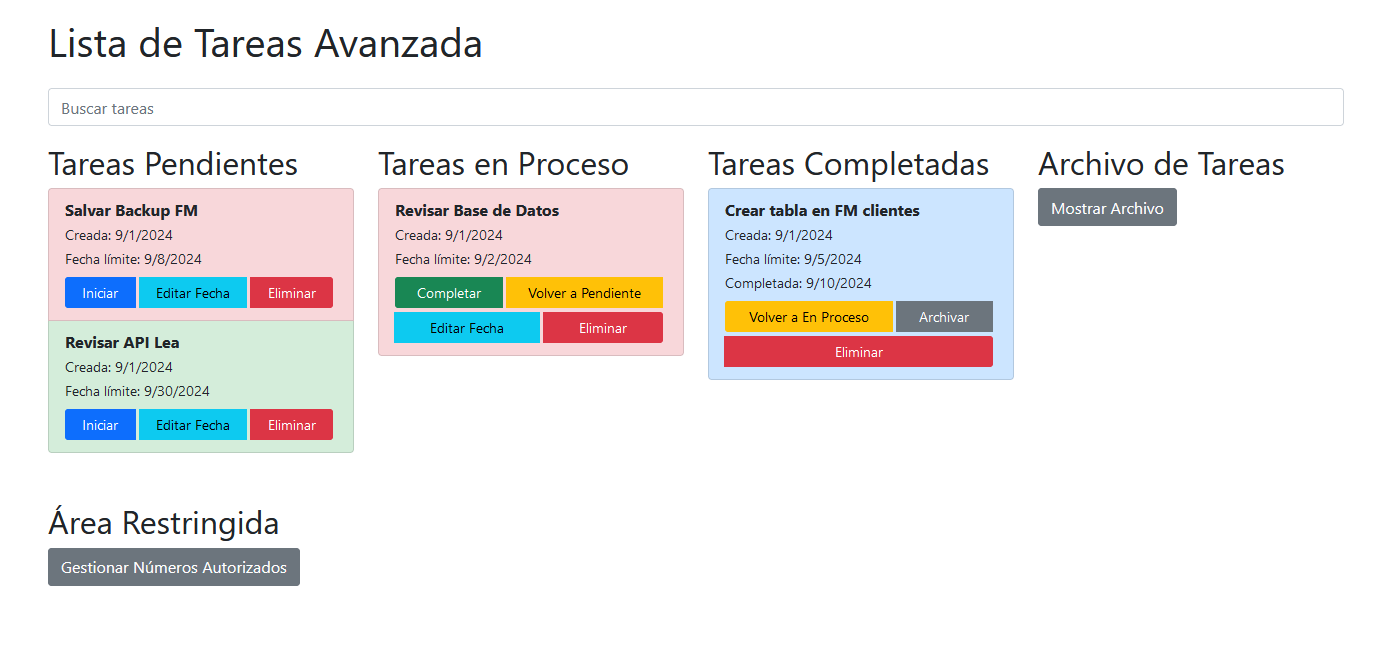 Lista de Tareas Avanzada
Buscar tareas
Tareas Pendientes
Salvar Backup FM
Creada: 9/1/2024
Fecha límite: 9/8/2024
Iniciar Editar Fecha Eliminar
Revisar API Lea
Creada: 9/1/2024
Fecha límite: 9/30/2024
Iniciar Editar Fecha Eliminar
Tareas en Proceso
Revisar Base de Datos
Creada: 9/1/2024
Fecha límite: 9/2/2024
Completar Volver a Pendiente
Editar Fecha Eliminar
Tareas Completadas
Crear tabla en FM clientes
Creada: 9/1/2024
Fecha límite: 9/5/2024
Completada: 9/10/2024
Volver a En Proceso Archivar
Eliminar
Archivo de Tareas
Mostrar Archivo
Área Restringida
Gestionar Números Autorizados